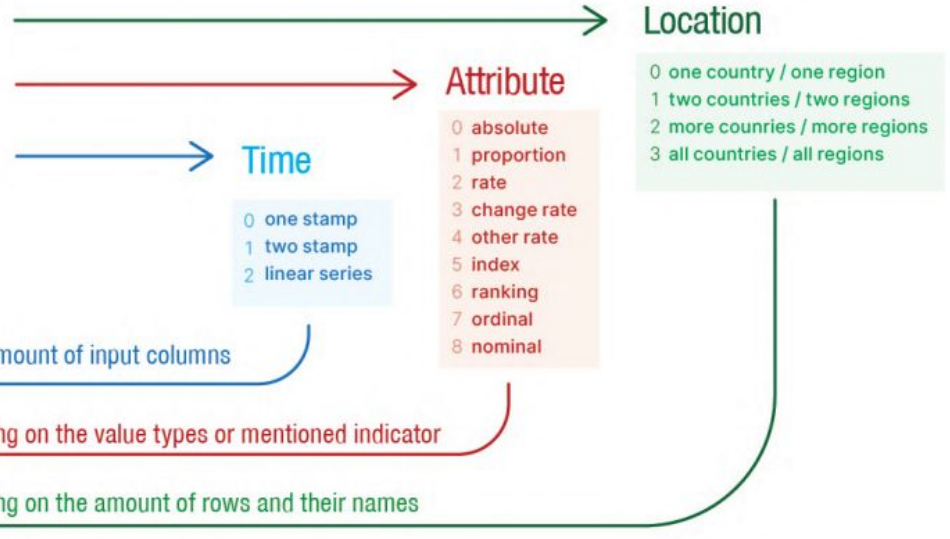 Location
0 one country / one region
1 two countries / two regions
2 more counries / more regions
3 all countries / all regions
Attribute
0 absolute
1 proportion
2 rate
3 change rate
4 other rate
5 index
6 ranking
7 ordinal
8 nominal
Time
0 one stamp
1 two stamp
2 linear series
mount of input columns
ng on the value types or mentioned indicator
ng on the amount of rows and their names